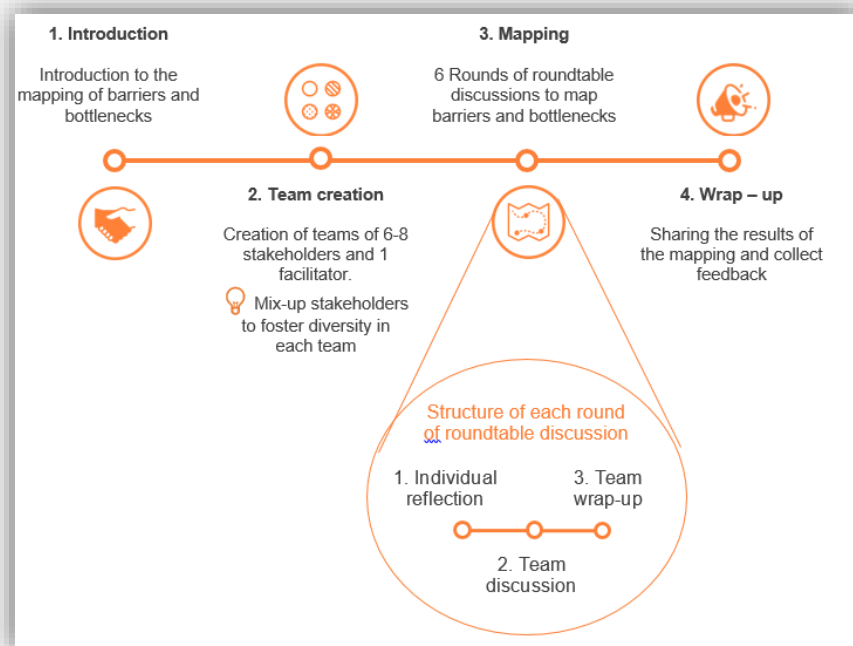 1. Introduction
Introduction to the
mapping of barriers and
bottlenecks
2. Team creation
Creation of teams of 6-8
stakeholders and 1
facilitator.
Mix-up stakeholders
to foster diversity in
each team
3. Mapping
6 Rounds of roundtable
discussions to map
barriers and bottlenecks
4. Wrap – up
Sharing the results of
the mapping and collect
feedback
Structure of each round
of roundtable discussion
1. Individual
reflection
2. Team
discussion
3. Team
wrap-up